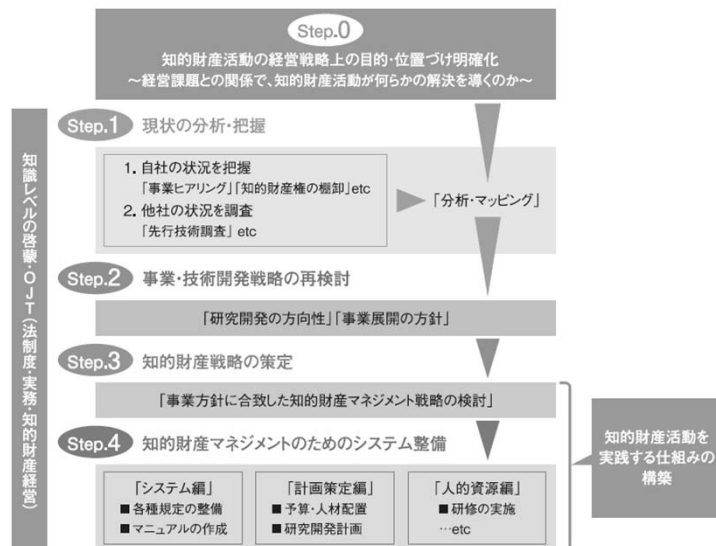 Step.0
知的財産活動の経営戦略上の目的･位置づけ明確化
～経営課題との関係で、知的財産活動が何らかの解決を導くのか～
知識レベルの啓蒙･OJT(法制度･実務･知的財産経営)
Step.1 現状の分析･把握
1. 自社の状況を把握
「事業ヒアリング」「知的財産権の棚卸」etc
2. 他社の状況を調査
「先行技術調査」 etc
「分析･マッピング」
Step.2 事業･技術開発戦略の再検討
「研究開発の方向性」「事業展開の方針」
Step.3 知的財産戦略の策定
「事業方針に合致した知的財産マネジメント戦略の検討」
Step.4 知的財産マネジメントのためのシステム整備
「システム編」
■ 各種規定の整備
■ マニュアルの作成
「計画策定編」
■ 予算･人材配置
■ 研究開発計画
「人的資源編」
■ 研修の実施
…etc
知的財産活動を
実践する仕組みの
構築